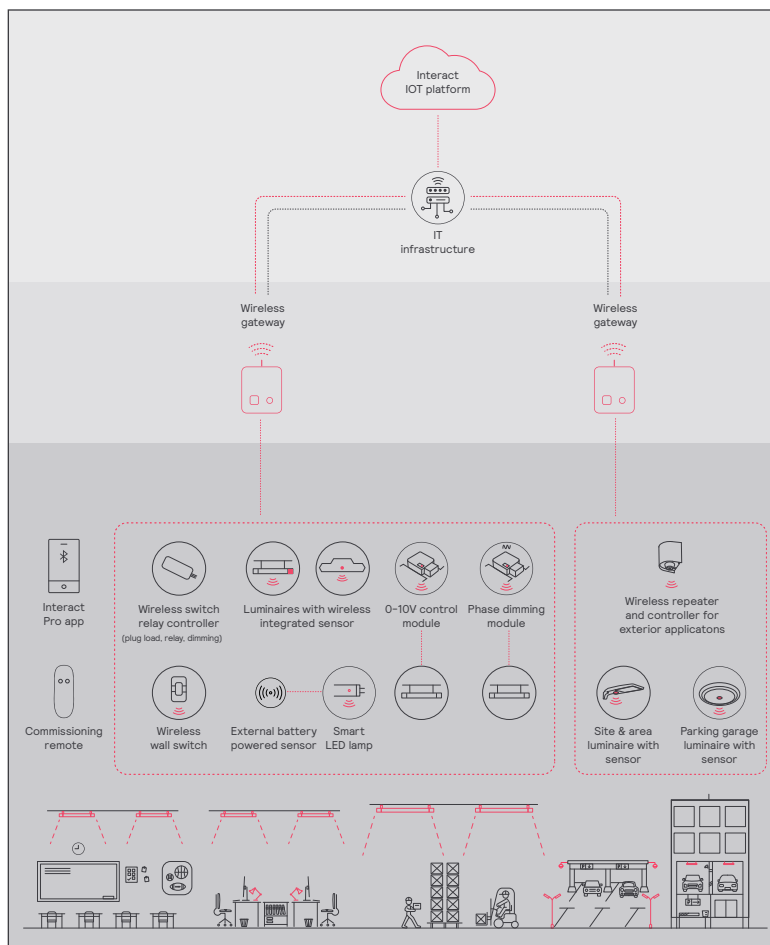 Interact
IOT platform
IT
infrastructure
Wireless
gateway
Wireless
gateway
Interact
Pro app
Wireless switch
relay controller
(plug load, relay, dimming)
Luminaires with wireless
integrated sensor
0-10V control
module
Phase dimming
module
Wireless repeater
and controller for
exterior applicatons
Commissioning
remote
Wireless
wall switch
External battery
powered sensor
Smart
LED lamp
Site & area
luminaire with
sensor
Parking garage
luminaire with
sensor